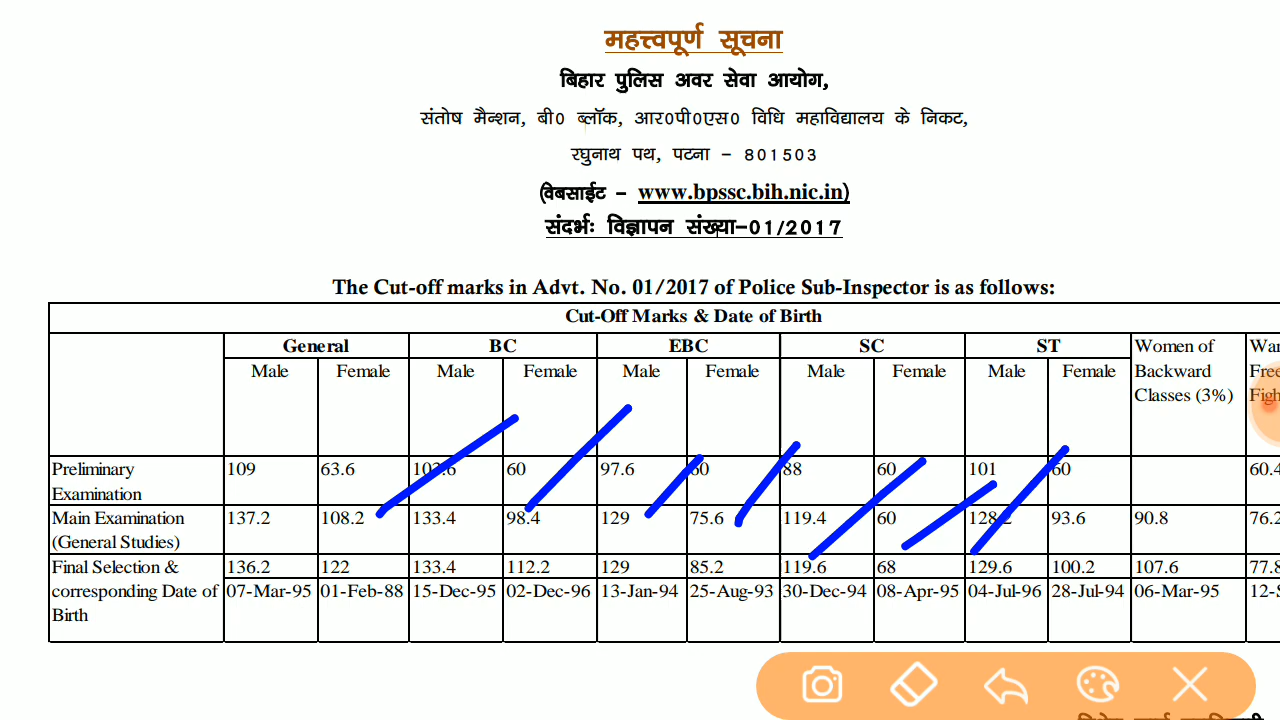 महत्त्वपूर्ण सूचना
बिहार पुलिस अवर सेवा आयोग,
संतोष मैन्शन, बी0 ब्लॉक, आर0पी0एस0 विधि महाविद्यालय के निकट,
रघुनाथ पथ, पटना – 801503
(वेबसाईट – www.bpssc.bih.nic.in)
संदर्भः विज्ञापन संख्या–01/2017
The Cut-off marks in Advt. No. 01/2017 of Police Sub-Inspector is as follows:
Cut-Off Marks & Date of Birth
General BC EBC SC ST Women of
Male Female Male Female Male Female Male Female Male Female Backward
Classes (3%)
Preliminary 109 63.6 60 97.6 60 88 60 101 60 60.4
Examination
Main Examination 137.2 108.2 133.4 98.4 129 75.6 119.4 60 128.2 93.6 90.8 76.2
(General Studies)
Final Selection & 136.2 122 133.4 112.2 129 85.2 119.6 68 129.6 100.2 107.6 77.8
corresponding Date of 07-Mar-95 01-Feb-88 15-Dec-95 02-Dec-96 13-Jan-94 25-Aug-93 30-Dec-94 08-Apr-95 04-Jul-96 28-Jul-94 06-Mar-95 12-S
Birth